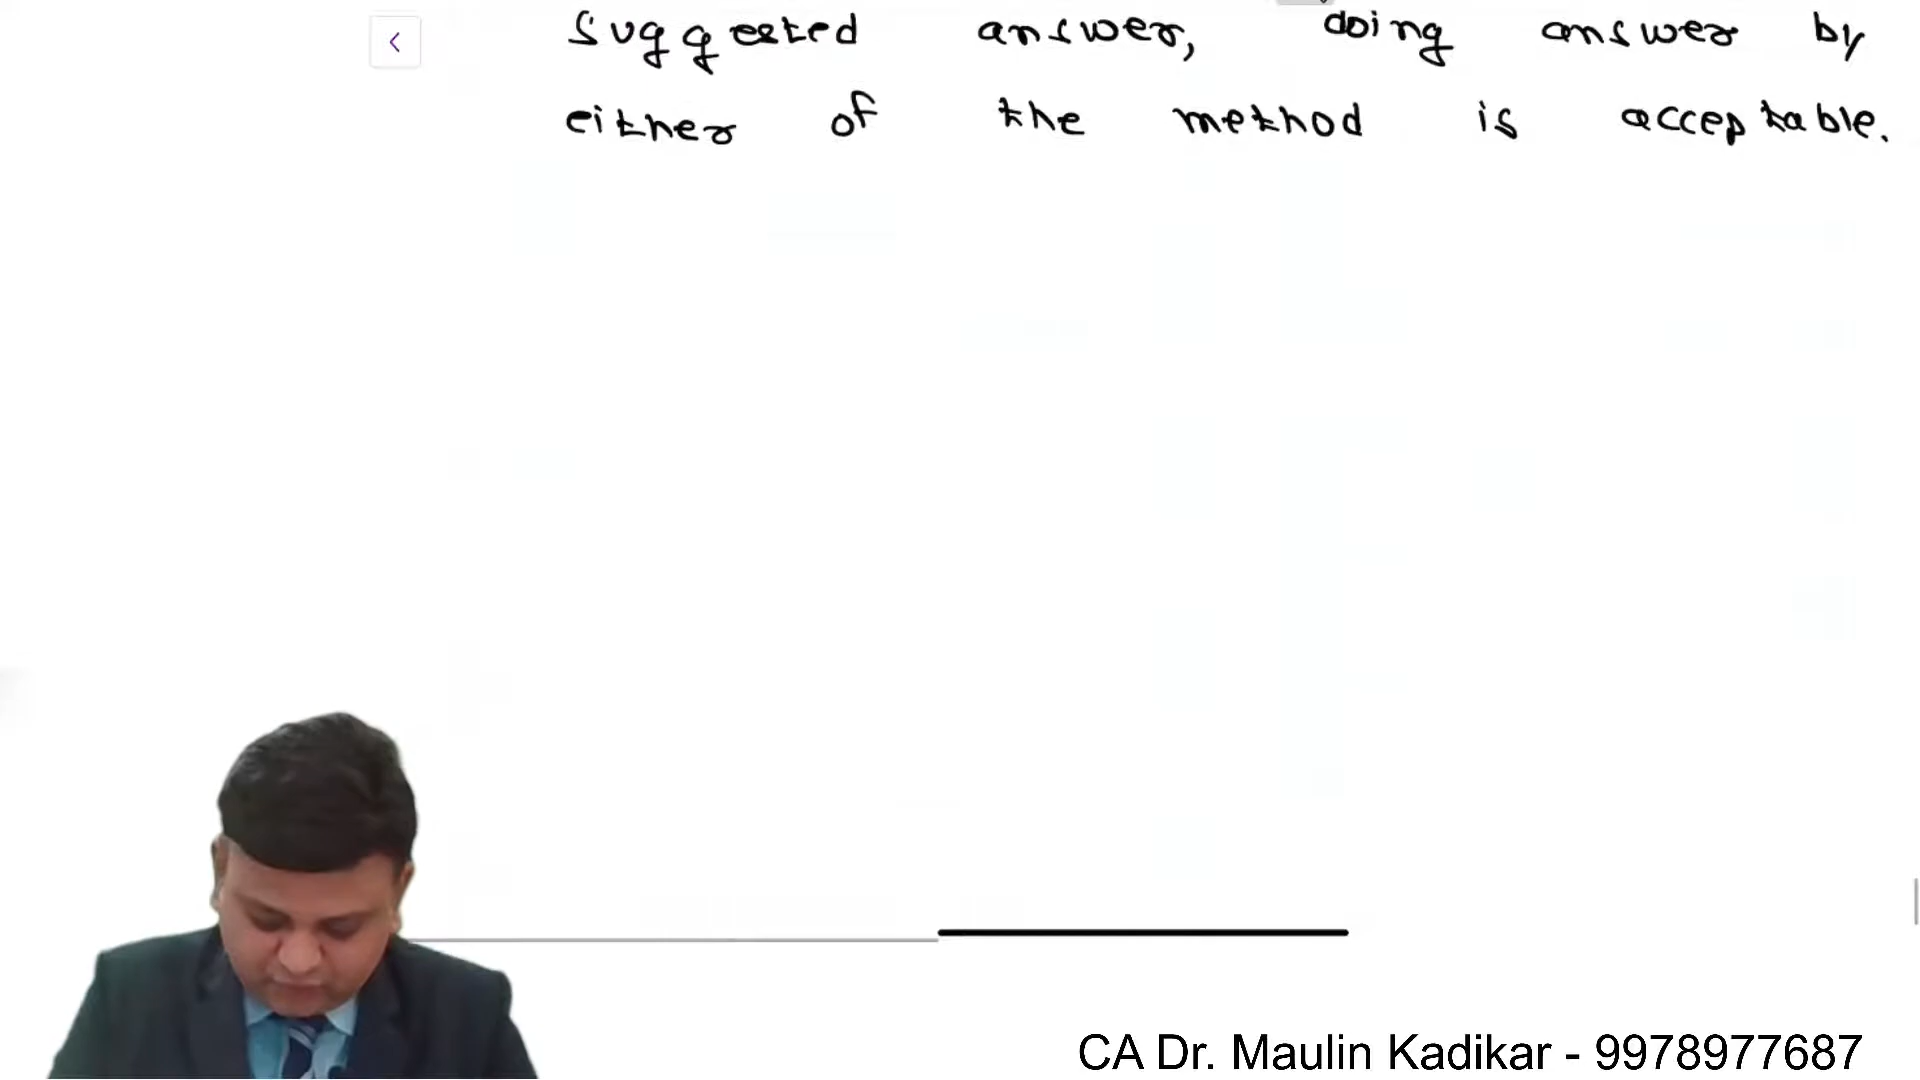 suggested answer, doing answer by
either of the method is acceptable.
CA Dr. Maulin Kadikar - 9978977687